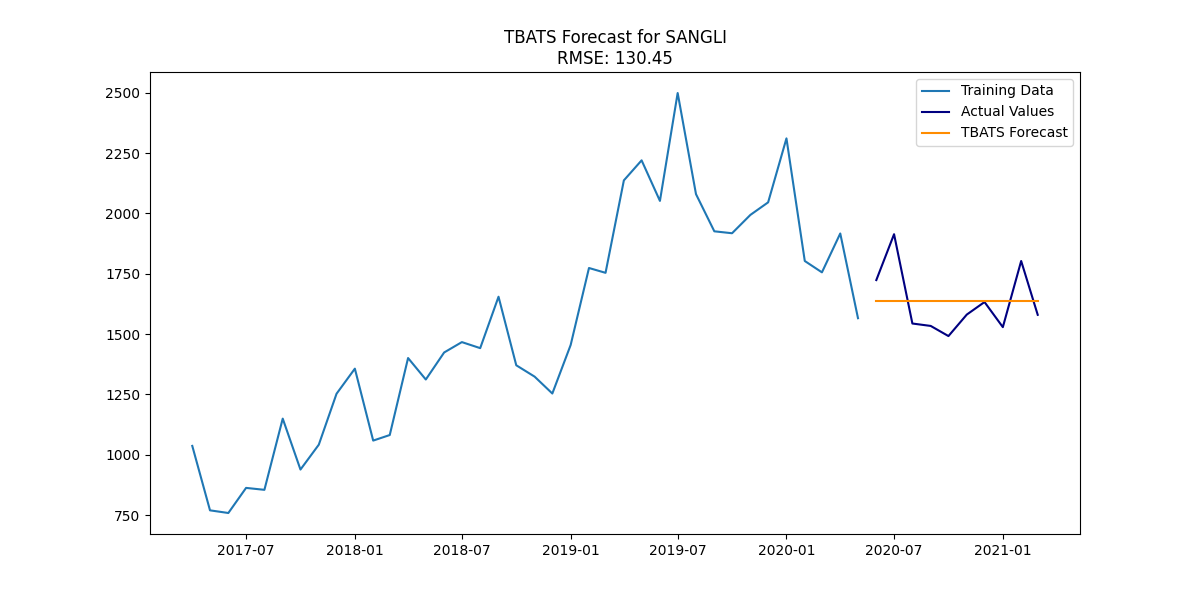 TBATS Forecast for SANGLI
RMSE: 130.45
Training Data
Actual Values
TBATS Forecast
2500
2250
2000
1750
1500
1250
1000
750
2017-07 2018-01 2018-07 2019-01 2019-07 2020-01 2020-07 2021-01